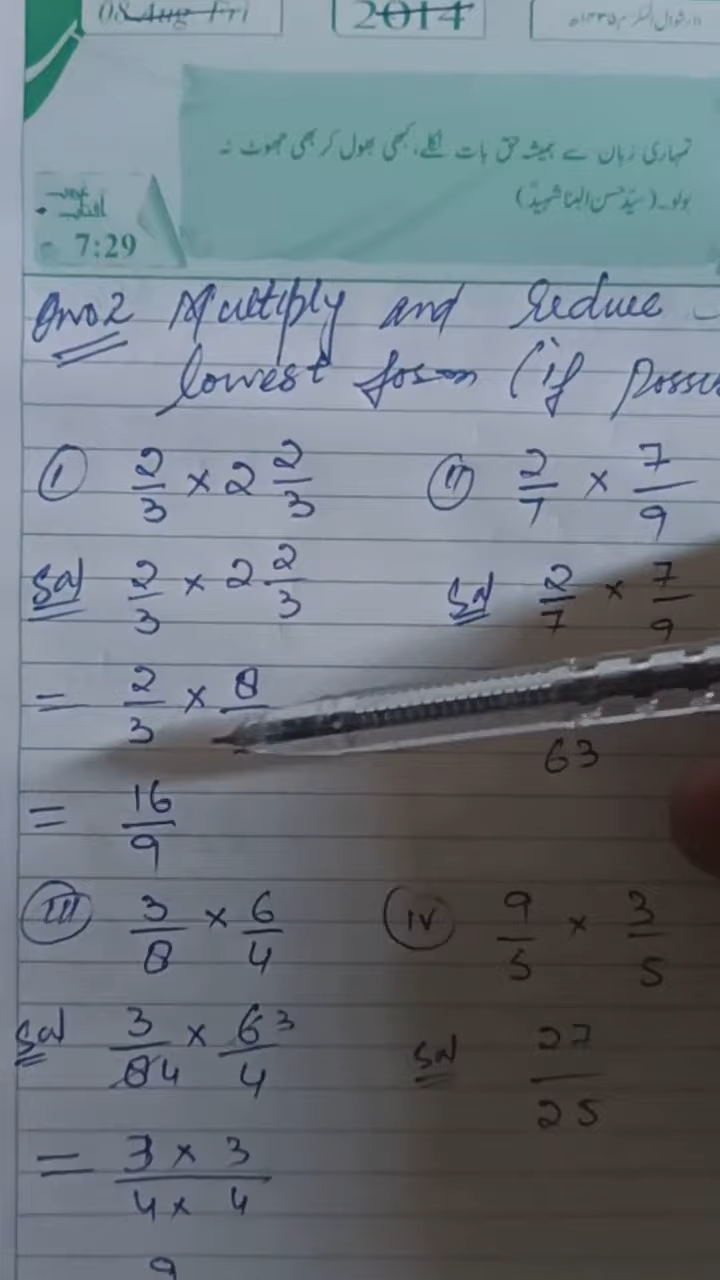 08 Aug Fri
2014
تمہاری زبان سے ہمیشہ حق بات نکلے، کبھی بھول کر بھی جھوٹ نہ
بولو۔ (سیّد حسن البنا شہیدؒ)
7:29
Qno2 Multiply and reduce
lowest form (if
(i) 2/3 × 2 2/3
(ii) 2/7 × 7/9
Sol 2/3 × 2 2/3
Sol 2/7 × 7/9
= 2/3 × 8
63
= 16/9
(iii) 3/8 × 6/4
(iv) 9/5 × 3/5
Sol 3/8 4 × 6 3/4
Sol 27/25
= 3 × 3/4 × 4
9